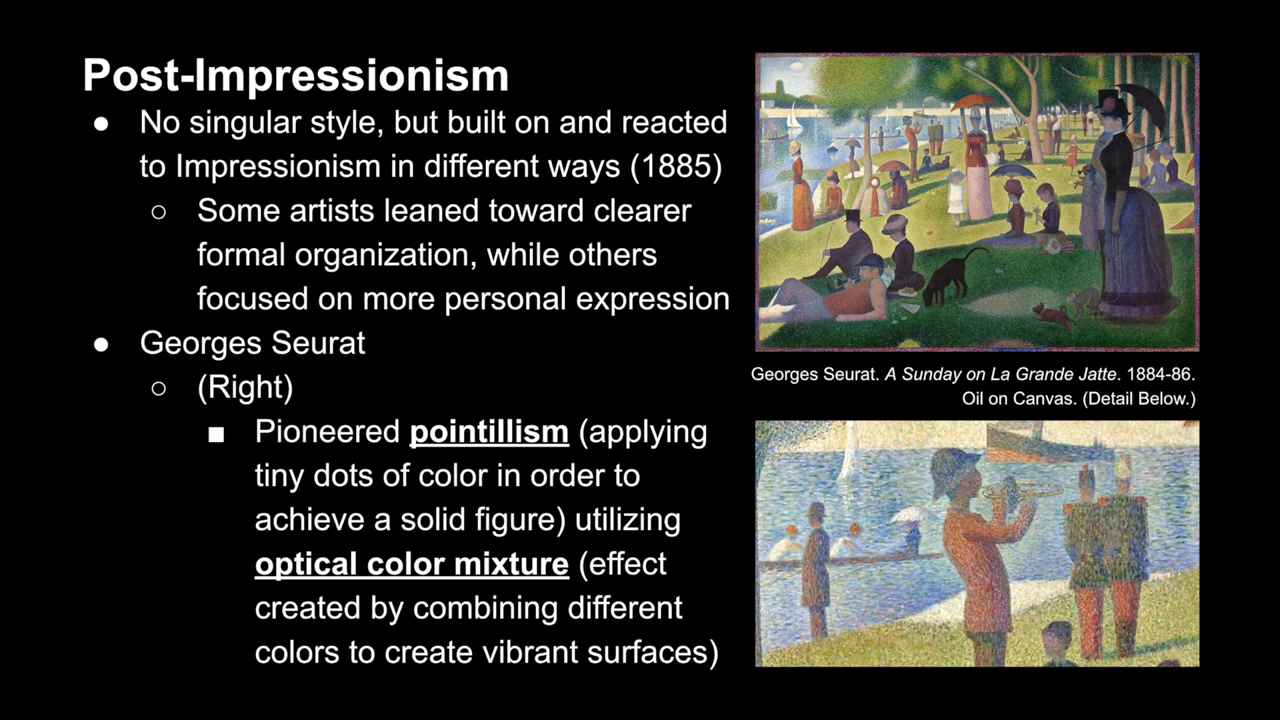 Post-Impressionism
● No singular style, but built on and reacted
to Impressionism in different ways (1885)
○ Some artists leaned toward clearer
formal organization, while others
focused on more personal expression
● Georges Seurat
○ (Right)
■ Pioneered pointillism (applying
tiny dots of color in order to
achieve a solid figure) utilizing
optical color mixture (effect
created by combining different
colors to create vibrant surfaces)
Georges Seurat. A Sunday on La Grande Jatte. 1884-86.
Oil on Canvas. (Detail Below.)